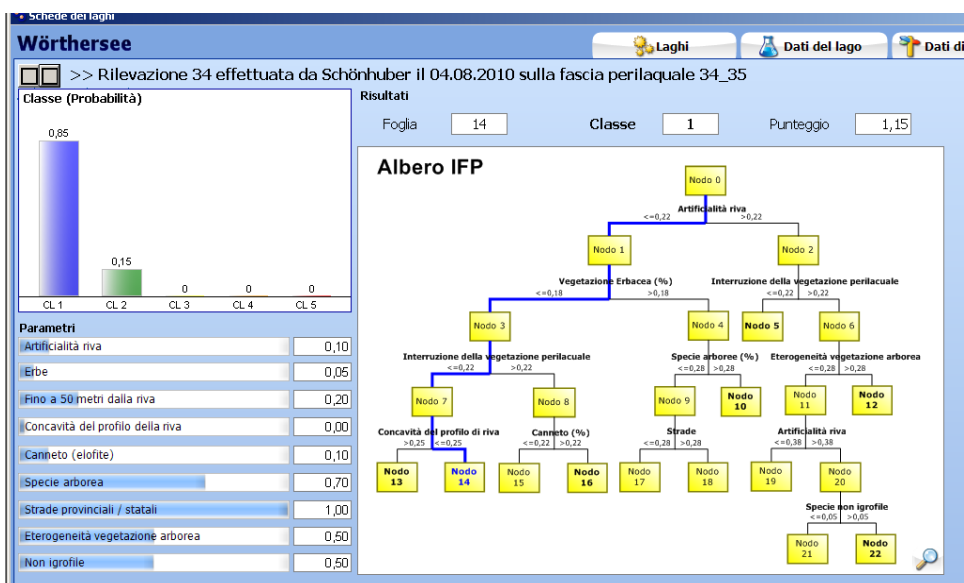 Schede dei laghi
Wörthersee
Laghi
Dati del lago
Dati di
>> Rilevazione 34 effettuata da Schönhuber il 04.08.2010 sulla fascia perilaquale 34_35
Classe (Probabilità)
0,85
0,15
0
0
0
CL 1
CL 2
CL 3
CL 4
CL 5
Parametri
Artificialità riva 0,10
Erbe 0,05
Fino a 50 metri dalla riva 0,20
Concavità del profilo della riva 0,00
Canneto (elofite) 0,10
Specie arborea 0,70
Strade provinciali / statali 1,00
Eterogeneità vegetazione arborea 0,50
Non igrofile 0,50
Risultati
Foglia 14 Classe 1 Punteggio 1,15
Albero IFP
Nodo 0
Artificialità riva
<=0,22 >0,22
Nodo 1 Nodo 2
Vegetazione Erbacea (%) Interruzione della vegetazione perilacuale
<=0,18 >0,18 <=0,22 >0,22
Nodo 3 Nodo 4 Nodo 5 Nodo 6
Interruzione della vegetazione perilacuale Specie arboree (%) Eterogeneità vegetazione arborea
<=0,22 >0,22 <=0,28 >0,28 <=0,28 >0,28
Nodo 7 Nodo 8 Nodo 9 Nodo 10 Nodo 11 Nodo 12
Concavità del profilo di riva Canneto (%) Strade Artificialità riva
>0,25 <=0,25 <=0,22 >0,22 <=0,28 >0,28 <=0,38 >0,38
Nodo 13 Nodo 14 Nodo 15 Nodo 16 Nodo 17 Nodo 18 Nodo 19 Nodo 20
Specie non igrofile
<=0,05 >0,05
Nodo 21 Nodo 22